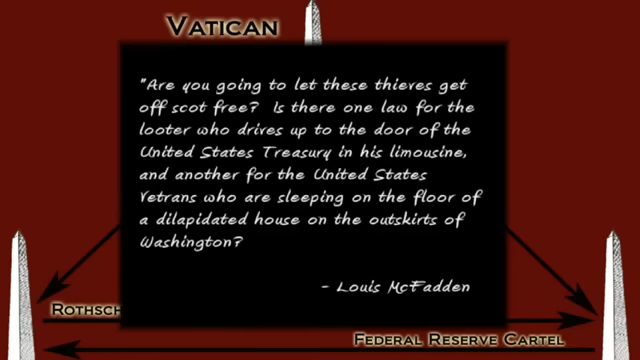 VATICAN
"Are you going to let these thieves get
off scot free?  Is there one law for the
looter who drives up to the door of the
United States Treasury in his limousine,
and another for the United States
Vetrans who are sleeping on the floor of
a dilapidated house on the outskirts of
Washington?
- Louis McFadden
ROTHSCH
FEDERAL RESERVE CARTEL